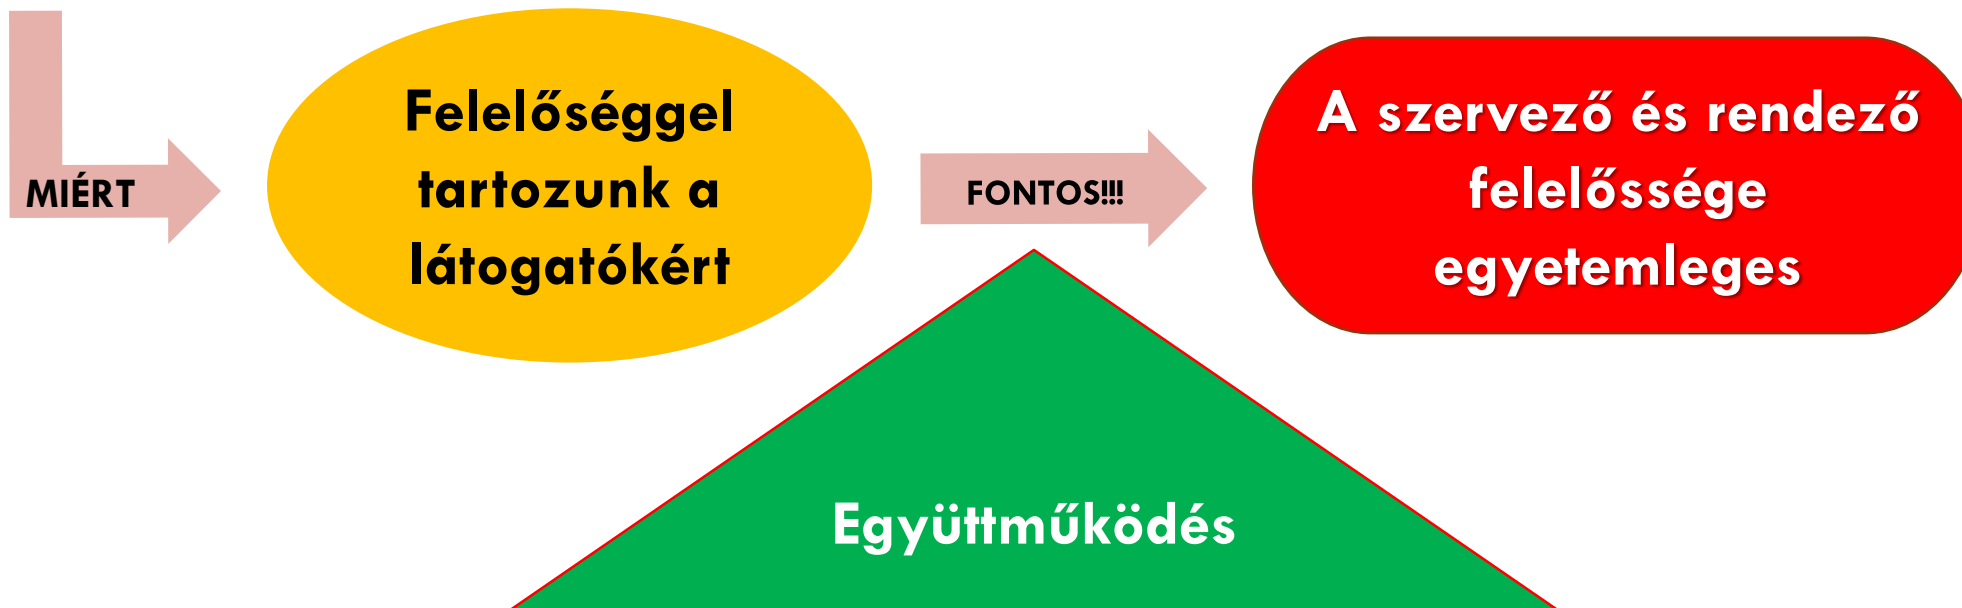 MIÉRT
Felelőséggel
tartozunk a
látogatókért
FONTOS!!!
A szervező és rendező
felelőssége
egyetemleges
Együttműködés